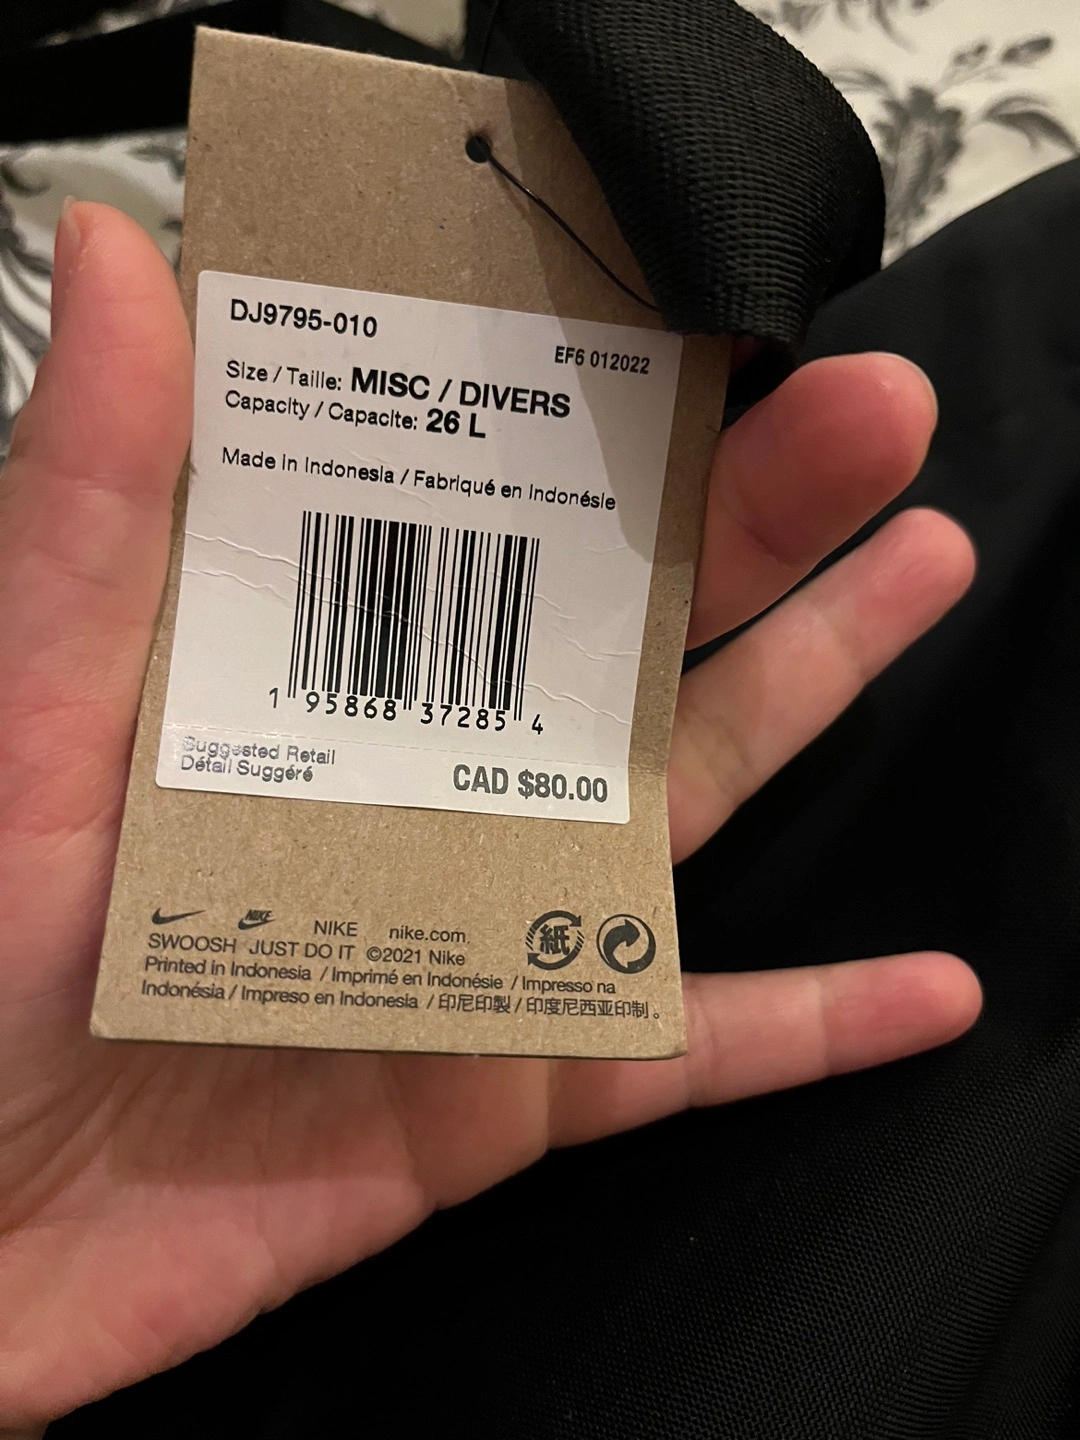 DJ9795-010
EF6 012022
Size / Taille: MISC / DIVERS
Capacity / Capacite: 26 L
Made in Indonesia / Fabriqué en Indonésie
1 95868 37285 4
Suggested Retail
Détail Suggéré
CAD $80.00
NIKE NIKE nike.com.
SWOOSH JUST DO IT ©2021 Nike
Printed in Indonesia / Imprimé en Indonésie / Impresso na
Indonésia / Impreso en Indonesia / 印尼印製 / 印度尼西亚印制。
紙